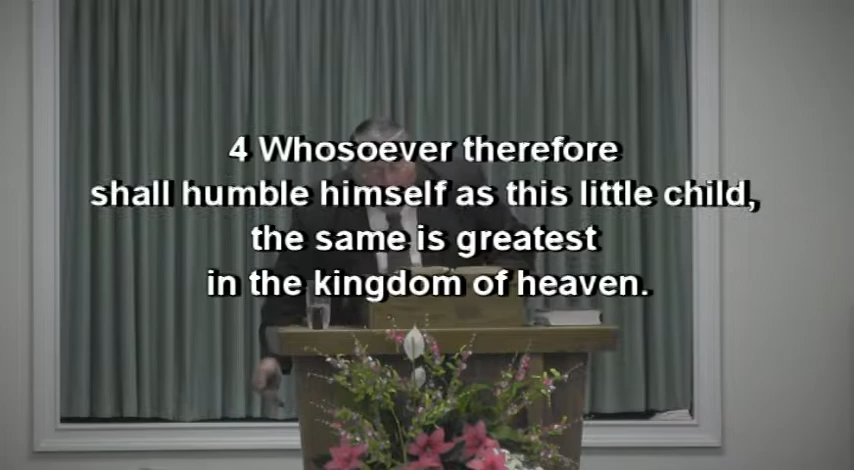 4 Whosoever therefore
shall humble himself as this little child,
the same is greatest
in the kingdom of heaven.